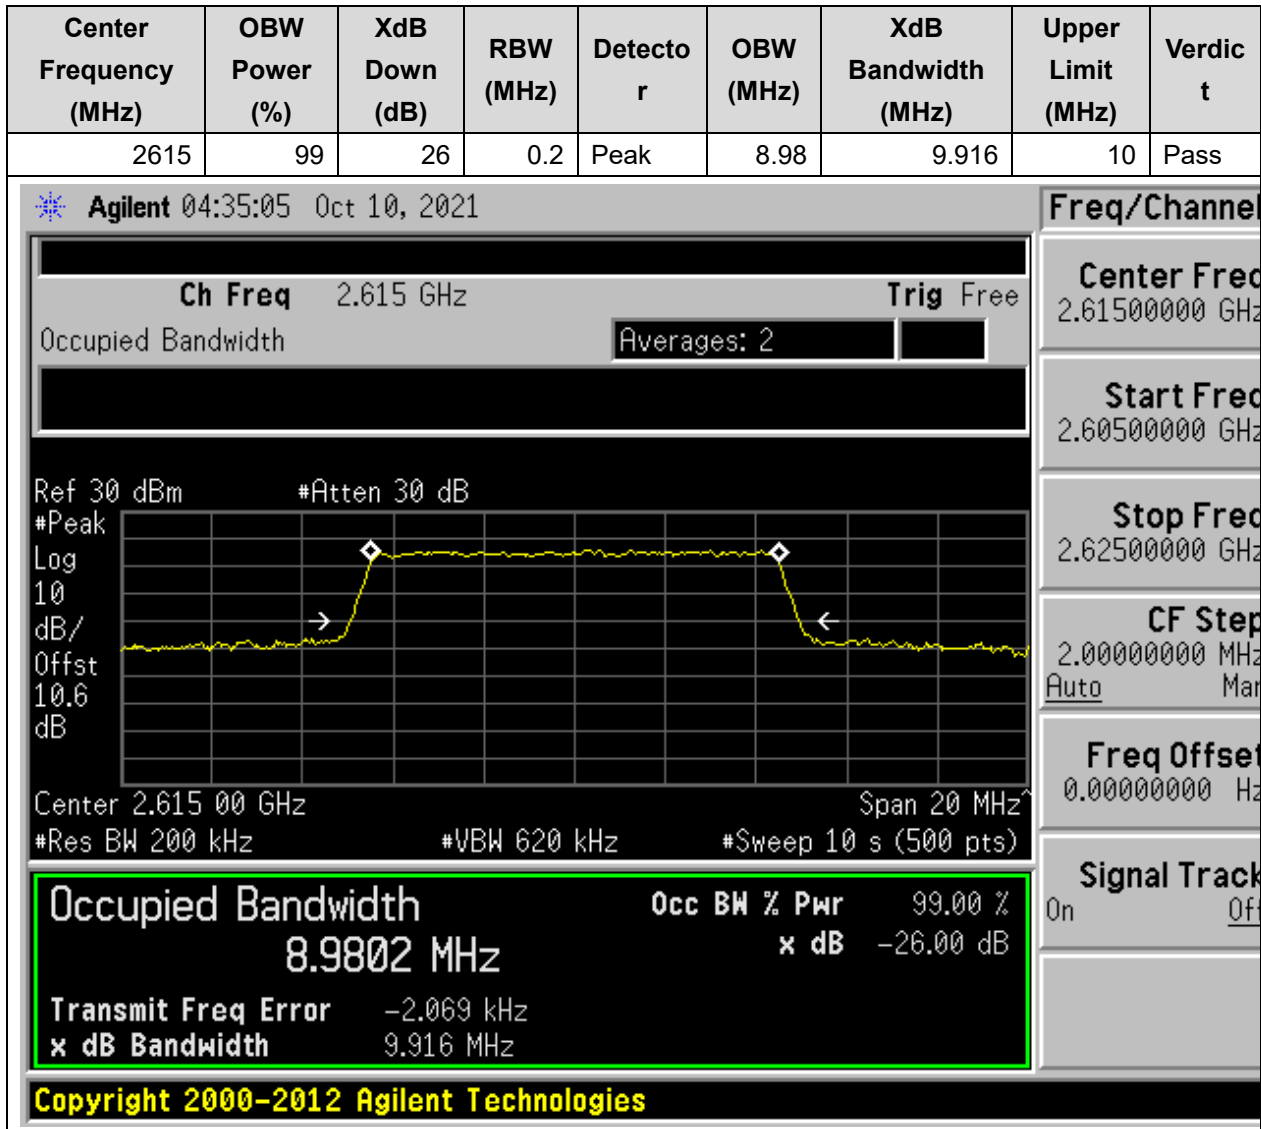 Center Frequency (MHz) OBW Power (%) XdB Down (dB) RBW (MHz) Detecto r OBW (MHz) XdB Bandwidth (MHz) Upper Limit (MHz) Verdic t
2615 99 26 0.2 Peak 8.98 9.916 10 Pass
Agilent 04:35:05 Oct 10, 2021
Ch Freq 2.615 GHz Trig Free
Occupied Bandwidth Averages: 2
Ref 30 dBm #Atten 30 dB
#Peak
Log
10
dB/
Offst
10.6
dB
Center 2.615 00 GHz Span 20 MHz^
#Res BW 200 kHz #VBW 620 kHz #Sweep 10 s (500 pts)
Occupied Bandwidth Occ BW % Pwr 99.00 %
8.9802 MHz x dB -26.00 dB
Transmit Freq Error -2.069 kHz
x dB Bandwidth 9.916 MHz
Copyright 2000-2012 Agilent Technologies
Freq/Channel
Center Freq
2.61500000 GHz
Start Freq
2.60500000 GHz
Stop Freq
2.62500000 GHz
CF Step
2.00000000 MHz
Auto Man
Freq Offset
0.00000000 Hz
Signal Track
On Off